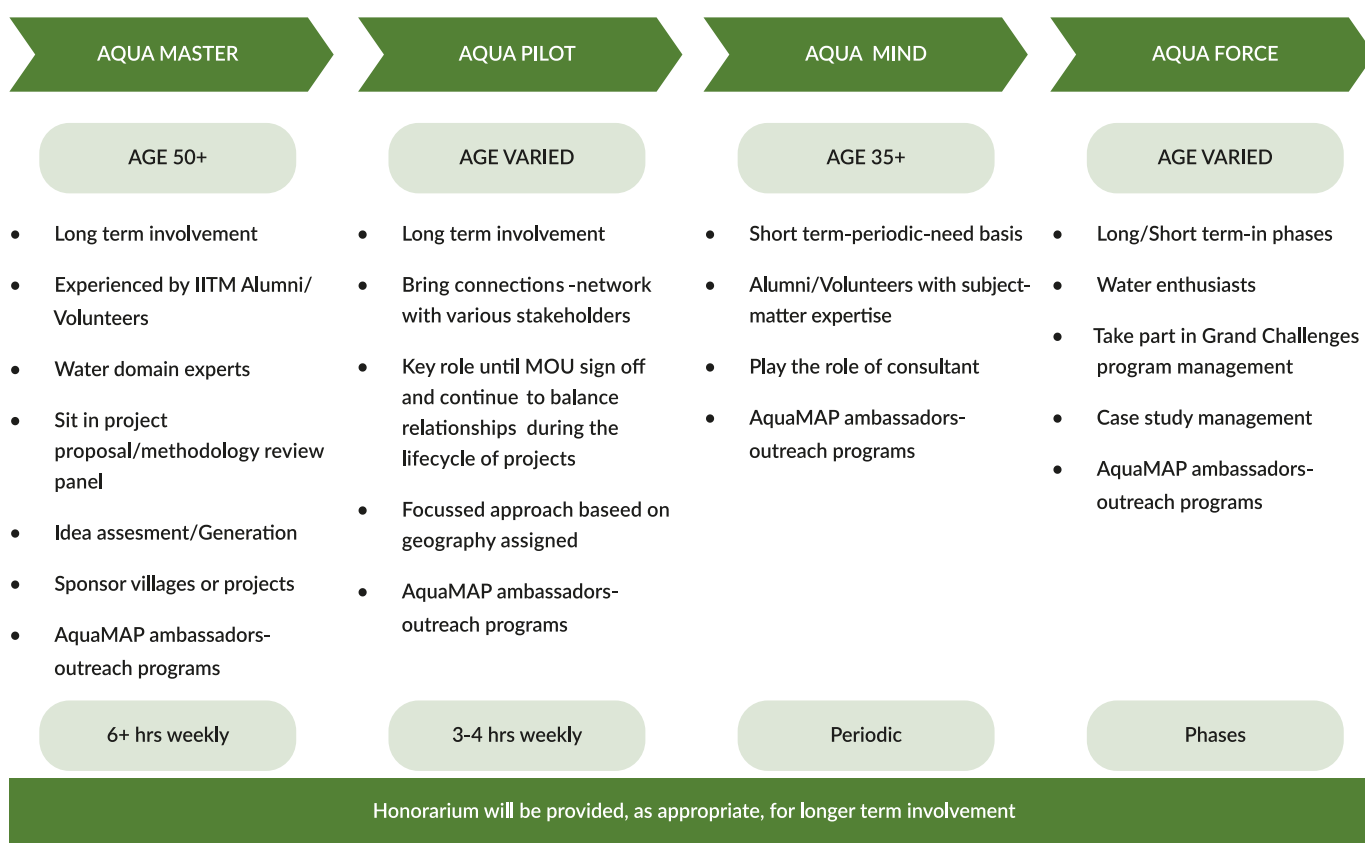 AQUA MASTER
AGE 50+
• Long term involvement
• Experienced by IITM Alumni/
Volunteers
• Water domain experts
• Sit in project
proposal/methodology review
panel
• Idea assesment/Generation
• Sponsor villages or projects
• AquaMAP ambassadors-
outreach programs
6+ hrs weekly
AQUA PILOT
AGE VARIED
• Long term involvement
• Bring connections -network
with various stakeholders
• Key role until MOU sign off
and continue to balance
relationships during the
lifecycle of projects
• Focussed approach baseed on
geography assigned
• AquaMAP ambassadors-
outreach programs
3-4 hrs weekly
AQUA MIND
AGE 35+
• Short term-periodic-need basis
• Alumni/Volunteers with subject-
matter expertise
• Play the role of consultant
• AquaMAP ambassadors-
outreach programs
Periodic
AQUA FORCE
AGE VARIED
• Long/Short term-in phases
• Water enthusiasts
• Take part in Grand Challenges
program management
• Case study management
• AquaMAP ambassadors-
outreach programs
Phases
Honorarium will be provided, as appropriate, for longer term involvement